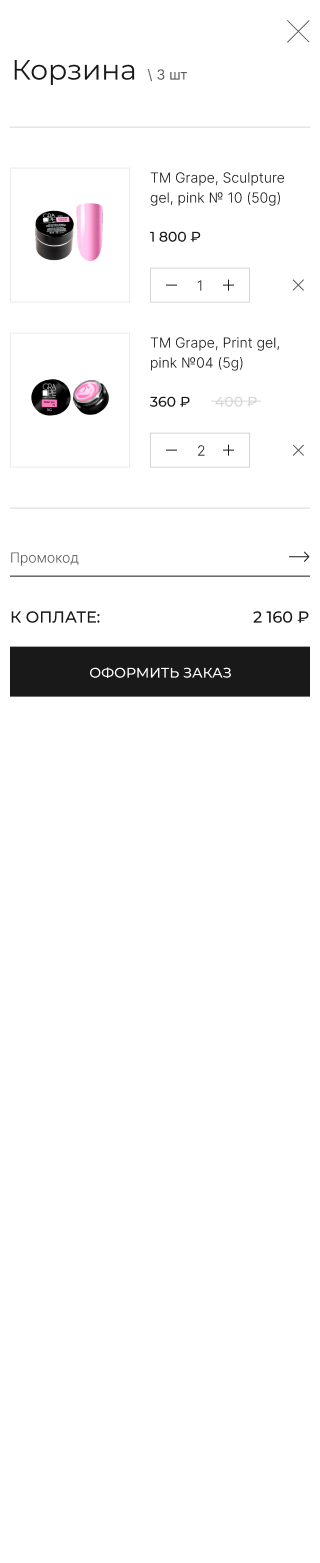 Корзина \ 3 шт
TM Grape, Sculpture
gel, pink № 10 (50g)
1 800 ₽
1
TM Grape, Print gel,
pink №04 (5g)
360 ₽ 400 ₽
2
Промокод
К ОПЛАТЕ: 2 160 ₽
ОФОРМИТЬ ЗАКАЗ